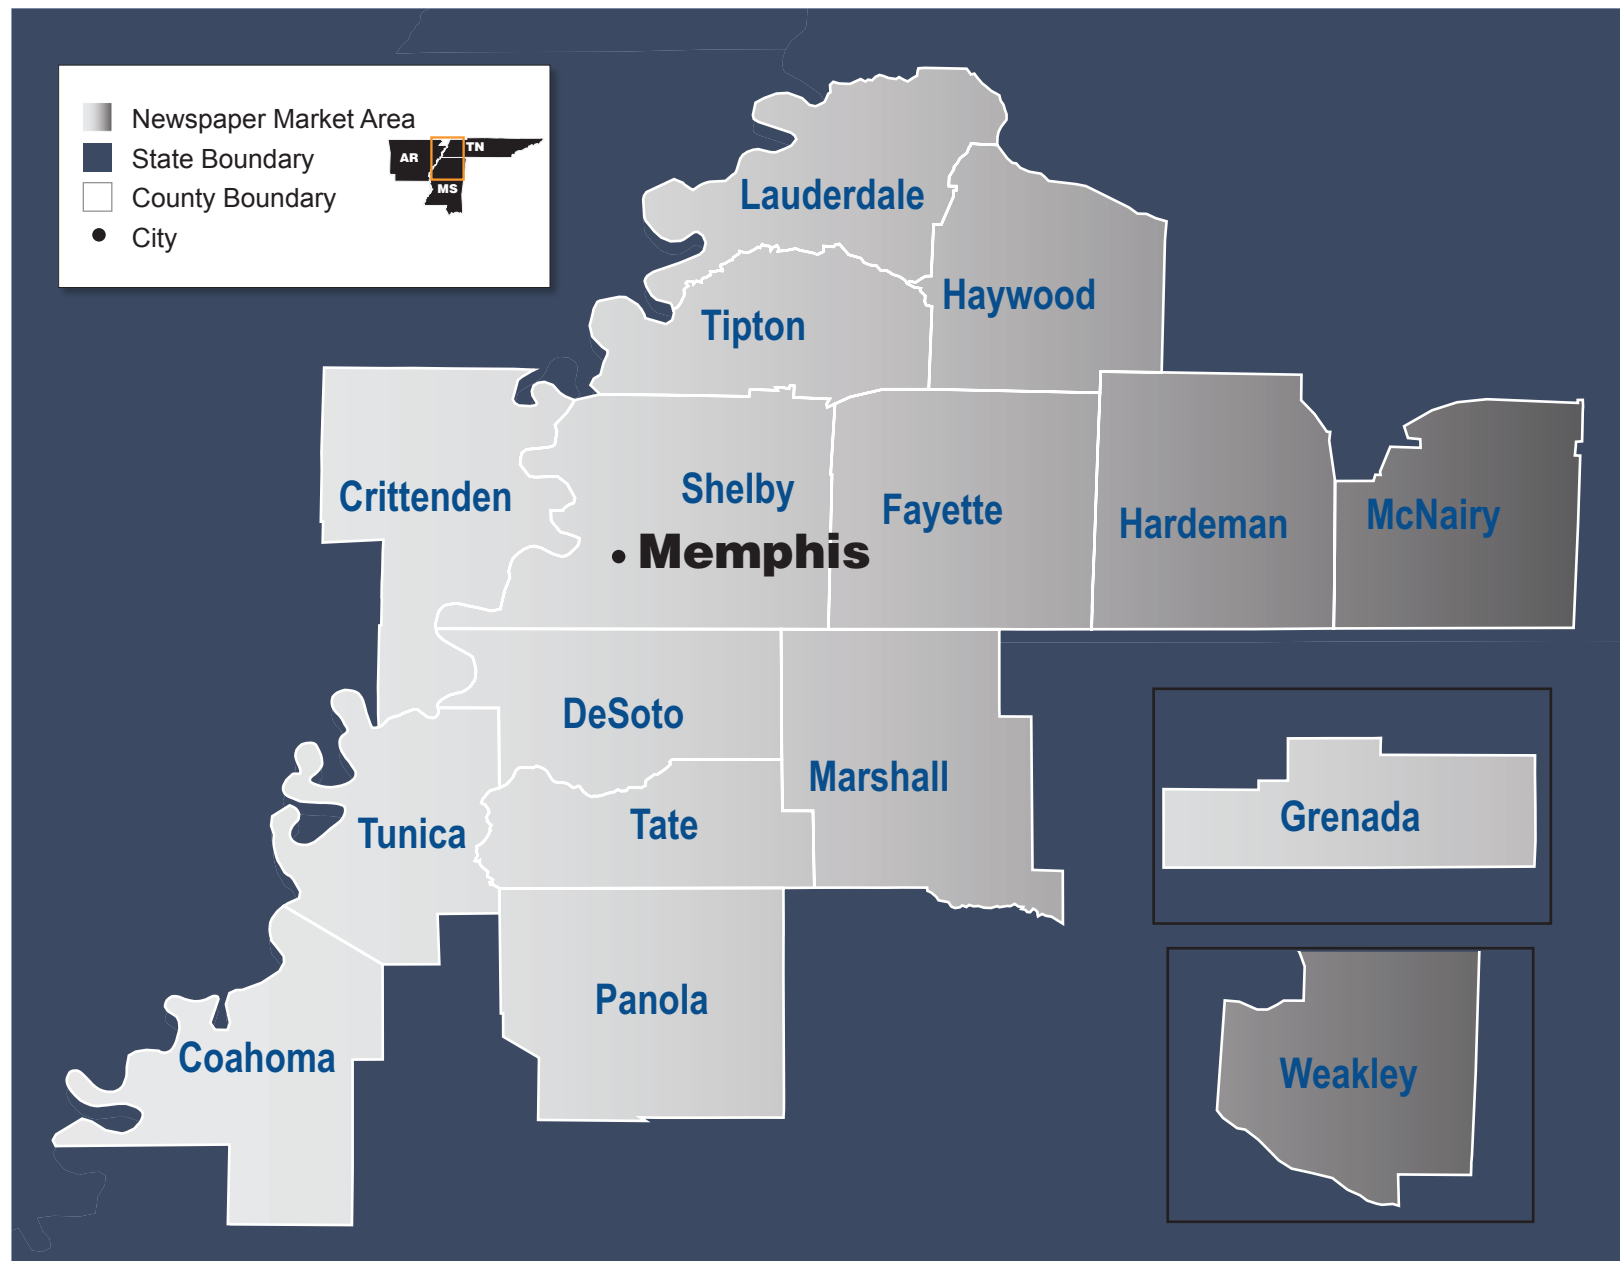 Newspaper Market Area
State Boundary
County Boundary
City
AR
TN
MS
Lauderdale
Haywood
Tipton
Crittenden
Shelby
Fayette
Hardeman
McNairy
Memphis
DeSoto
Marshall
Tunica
Tate
Grenada
Panola
Coahoma
Weakley